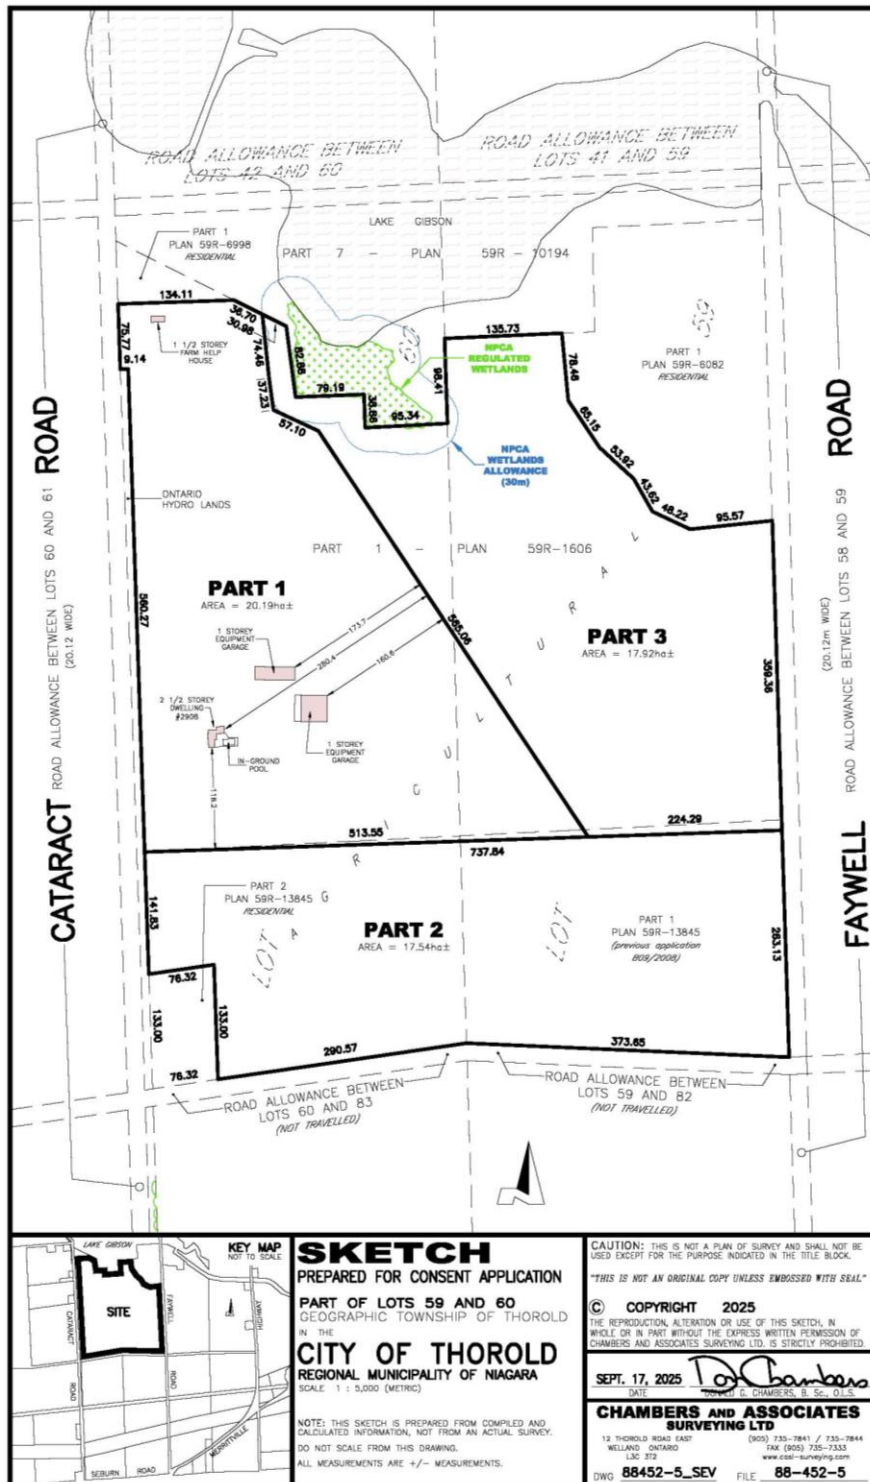 ROAD ALLOWANCE BETWEEN
LOTS 42 AND 60
ROAD ALLOWANCE BETWEEN
LOTS 41 AND 59
LAKE GIBSON
PART 7 – PLAN 59R – 10194
PART 1
PLAN 59R–6998
RESIDENTIAL
134.11
36.70
30.98
74.46
37.23
57.10
75.77
9.14
1 1/2 STOREY
FARM HELP
HOUSE
82.86
79.19
95.34
98.41
135.73
NPCA
REGULATED
WETLANDS
NPCA
WETLANDS
ALLOWANCE
(30m)
78.46
65.15
53.92
43.62
48.22
95.57
59
PART 1
PLAN 59R–6082
RESIDENTIAL
CATARACT ROAD
ROAD ALLOWANCE BETWEEN LOTS 60 AND 61
(20.12 WIDE)
FAYWELL ROAD
ROAD ALLOWANCE BETWEEN LOTS 58 AND 59
(20.12m WIDE)
ONTARIO
HYDRO LANDS
PART 1 – PLAN 59R–1606
PART 1
AREA = 20.19ha±
PART 3
AREA = 17.92ha±
560.27
565.06
359.36
173.7
280.4
160.6
1 STOREY
EQUIPMENT
GARAGE
2 1/2 STOREY
DWELLING
#2908
IN–GROUND
POOL
1 STOREY
EQUIPMENT
GARAGE
118.2
AGRICULTURAL
513.55
224.29
737.84
141.83
PART 2
PLAN 59R–13845
RESIDENTIAL
PART 2
AREA = 17.54ha±
LOT
LOT
PART 1
PLAN 59R–13845
(previous application
B09/2008)
263.13
76.32
133.00
133.00
76.32
290.57
373.65
ROAD ALLOWANCE BETWEEN
LOTS 60 AND 83
(NOT TRAVELLED)
ROAD ALLOWANCE BETWEEN
LOTS 59 AND 82
(NOT TRAVELLED)
LAKE GIBSON
KEY MAP
NOT TO SCALE
SITE
CATARACT
ROAD
FAYWELL
ROAD
HIGHWAY
MERRITTVILLE
SEBURN ROAD
SKETCH
PREPARED FOR CONSENT APPLICATION
PART OF LOTS 59 AND 60
GEOGRAPHIC TOWNSHIP OF THOROLD
IN THE
CITY OF THOROLD
REGIONAL MUNICIPALITY OF NIAGARA
SCALE 1 : 5,000 (METRIC)
NOTE: THIS SKETCH IS PREPARED FROM COMPILED AND
CALCULATED INFORMATION, NOT FROM AN ACTUAL SURVEY.
DO NOT SCALE FROM THIS DRAWING.
ALL MEASUREMENTS ARE +/– MEASUREMENTS.
CAUTION: THIS IS NOT A PLAN OF SURVEY AND SHALL NOT BE
USED EXCEPT FOR THE PURPOSE INDICATED IN THE TITLE BLOCK.
"THIS IS NOT AN ORIGINAL COPY UNLESS EMBOSSED WITH SEAL"
© COPYRIGHT 2025
THE REPRODUCTION, ALTERATION OR USE OF THIS SKETCH, IN
WHOLE OR IN PART WITHOUT THE EXPRESS WRITTEN PERMISSION OF
CHAMBERS AND ASSOCIATES SURVEYING LTD. IS STRICTLY PROHIBITED.
SEPT. 17, 2025
DATE
Don Chambers
DONALD G. CHAMBERS, B. Sc., O.L.S.
CHAMBERS AND ASSOCIATES
SURVEYING LTD
12 THOROLD ROAD EAST
WELLAND ONTARIO
L3C 3T2
(905) 735–7841 / 735–7844
FAX (905) 735–7333
www.casi–surveying.com
DWG 88452–5_SEV
FILE 88–452–5